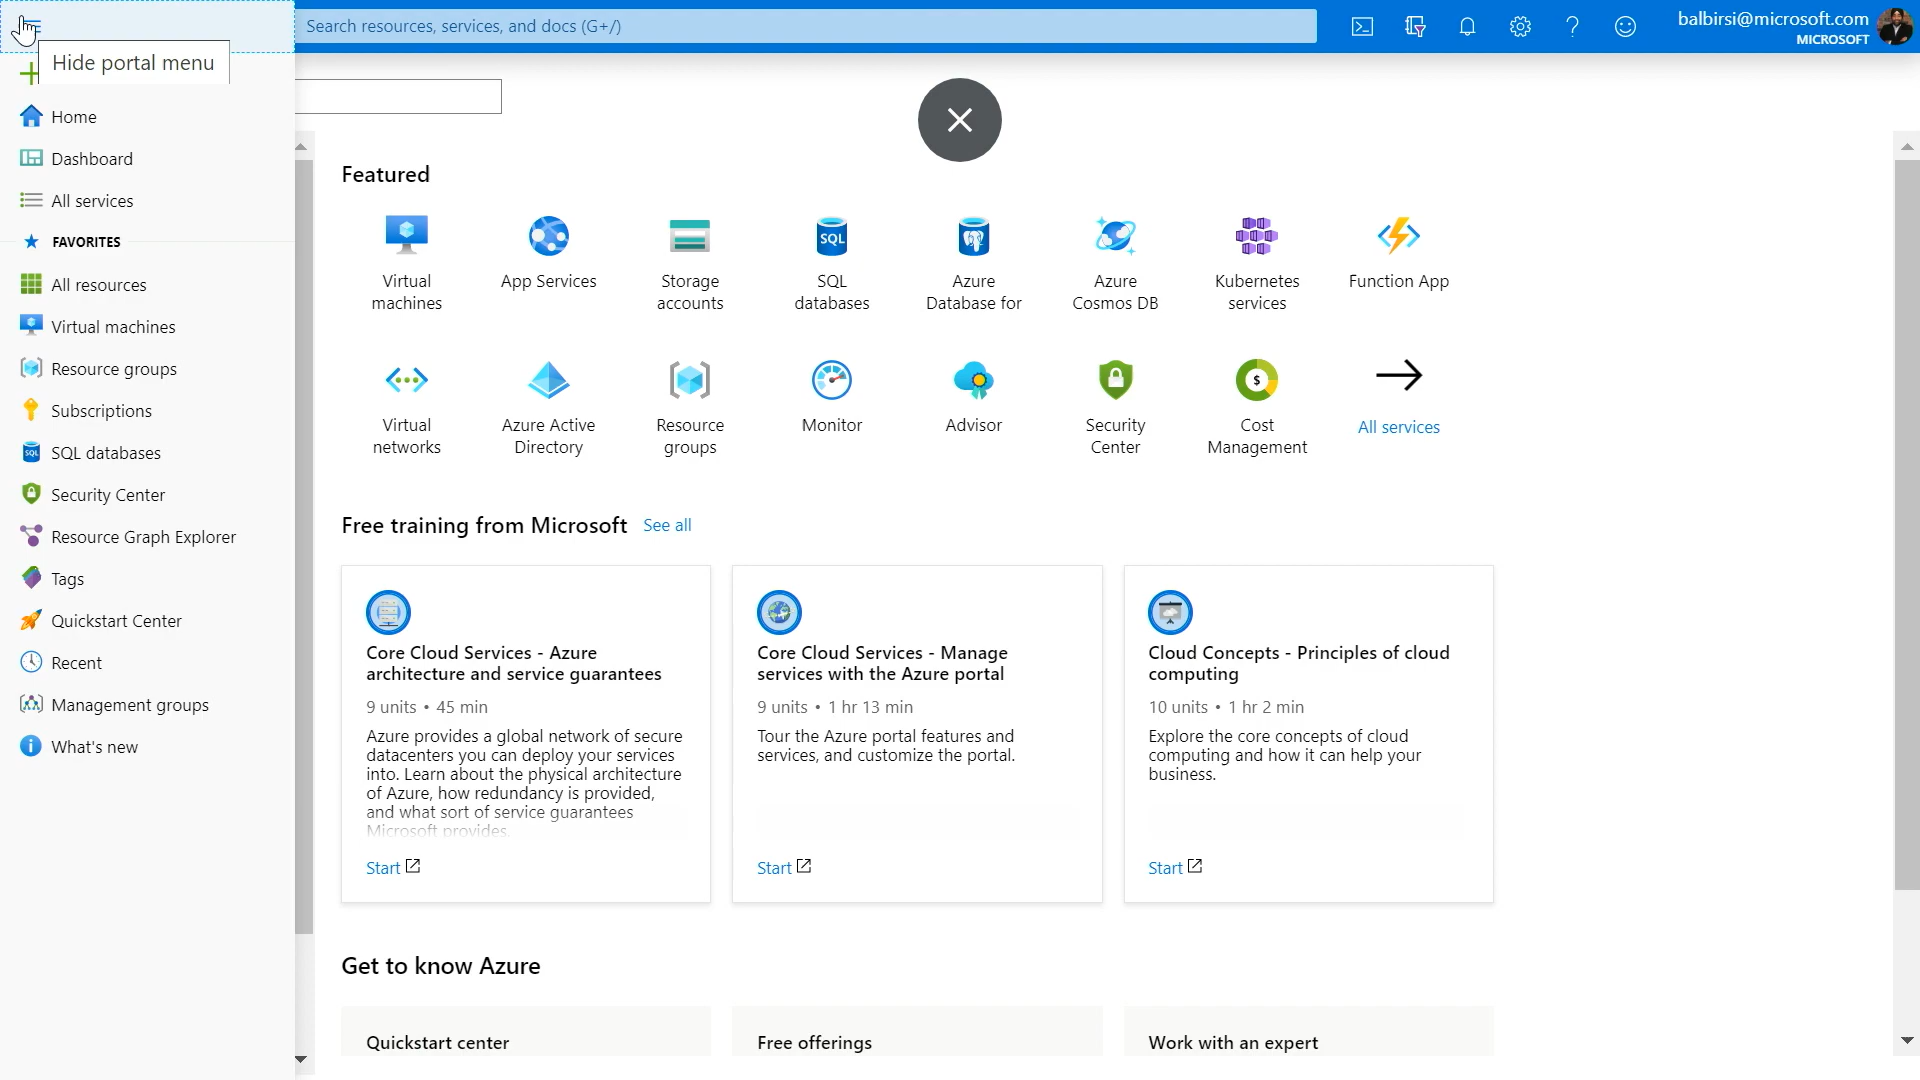 Search resources, services, and docs (G+/)
balbirsi@microsoft.com
MICROSOFT
Hide portal menu
Home
Dashboard
All services
FAVORITES
All resources
Virtual machines
Resource groups
Subscriptions
SQL databases
Security Center
Resource Graph Explorer
Tags
Quickstart Center
Recent
Management groups
What's new
Featured
Virtual
machines
App Services
Storage
accounts
SQL
SQL
databases
Azure
Database for
Azure
Cosmos DB
Kubernetes
services
Function App
Virtual
networks
Azure Active
Directory
Resource
groups
Monitor
Advisor
Security
Center
Cost
Management
All services
Free training from Microsoft See all
Core Cloud Services - Azure
architecture and service guarantees
9 units • 45 min
Azure provides a global network of secure
datacenters you can deploy your services
into. Learn about the physical architecture
of Azure, how redundancy is provided,
and what sort of service guarantees
Microsoft provides.
Start
Core Cloud Services - Manage
services with the Azure portal
9 units • 1 hr 13 min
Tour the Azure portal features and
services, and customize the portal.
Start
Cloud Concepts - Principles of cloud
computing
10 units • 1 hr 2 min
Explore the core concepts of cloud
computing and how it can help your
business.
Start
Get to know Azure
Quickstart center
Free offerings
Work with an expert